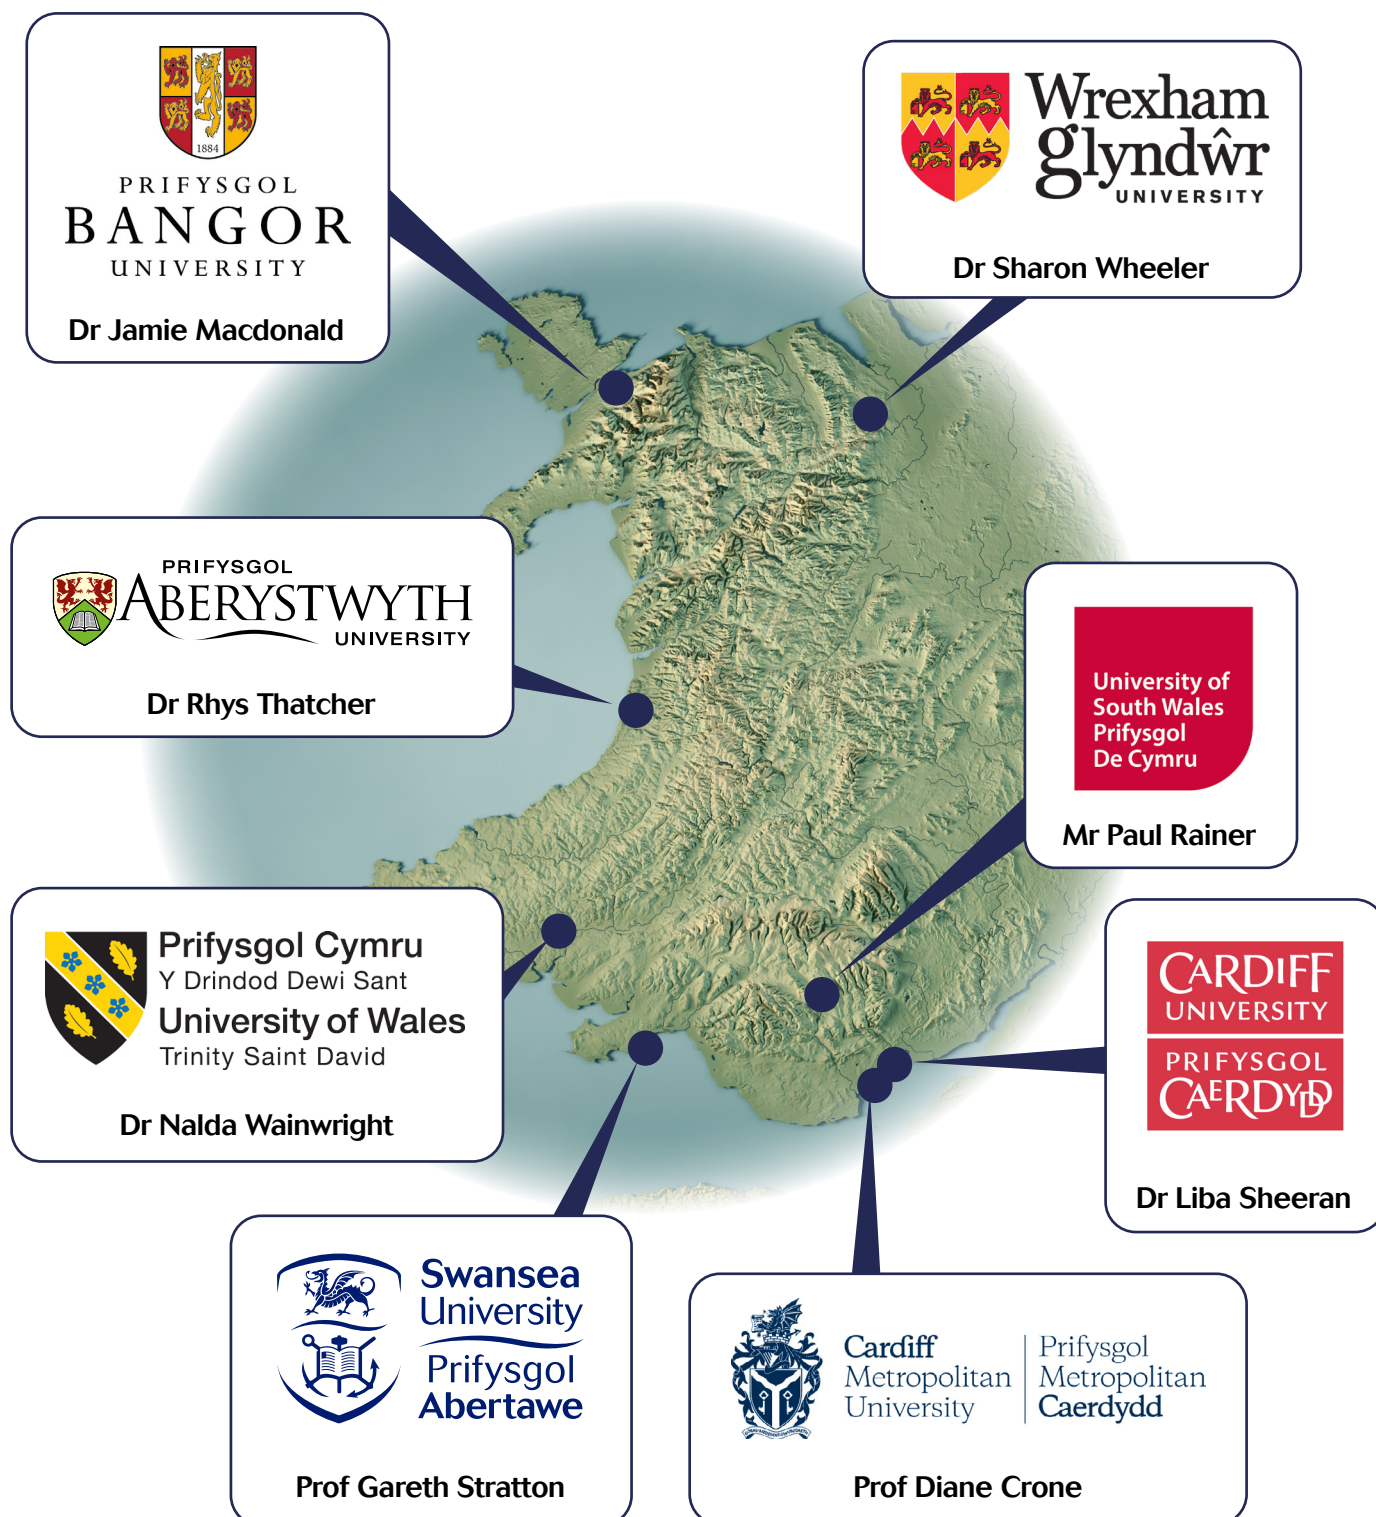 1884
PRIFYSGOL
BANGOR
UNIVERSITY
Dr Jamie Macdonald
Wrexham
glyndŵr
UNIVERSITY
Dr Sharon Wheeler
PRIFYSGOL
ABERYSTWYTH
UNIVERSITY
Dr Rhys Thatcher
University of
South Wales
Prifysgol
De Cymru
Mr Paul Rainer
Prifysgol Cymru
Y Drindod Dewi Sant
University of Wales
Trinity Saint David
Dr Nalda Wainwright
CARDIFF
UNIVERSITY
PRIFYSGOL
CAERDYDD
Dr Liba Sheeran
Swansea
University
Prifysgol
Abertawe
Prof Gareth Stratton
Cardiff
Metropolitan
University
Prifysgol
Metropolitan
Caerdydd
Prof Diane Crone